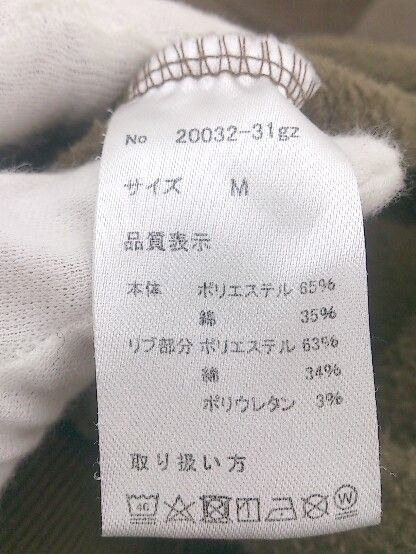 No 20032-31gz
サイズ M
品質表示
本体 ポリエステル 65%
綿 35%
リブ部分 ポリエステル 63%
綿 34%
ポリウレタン 3%
取り扱い方
40 W